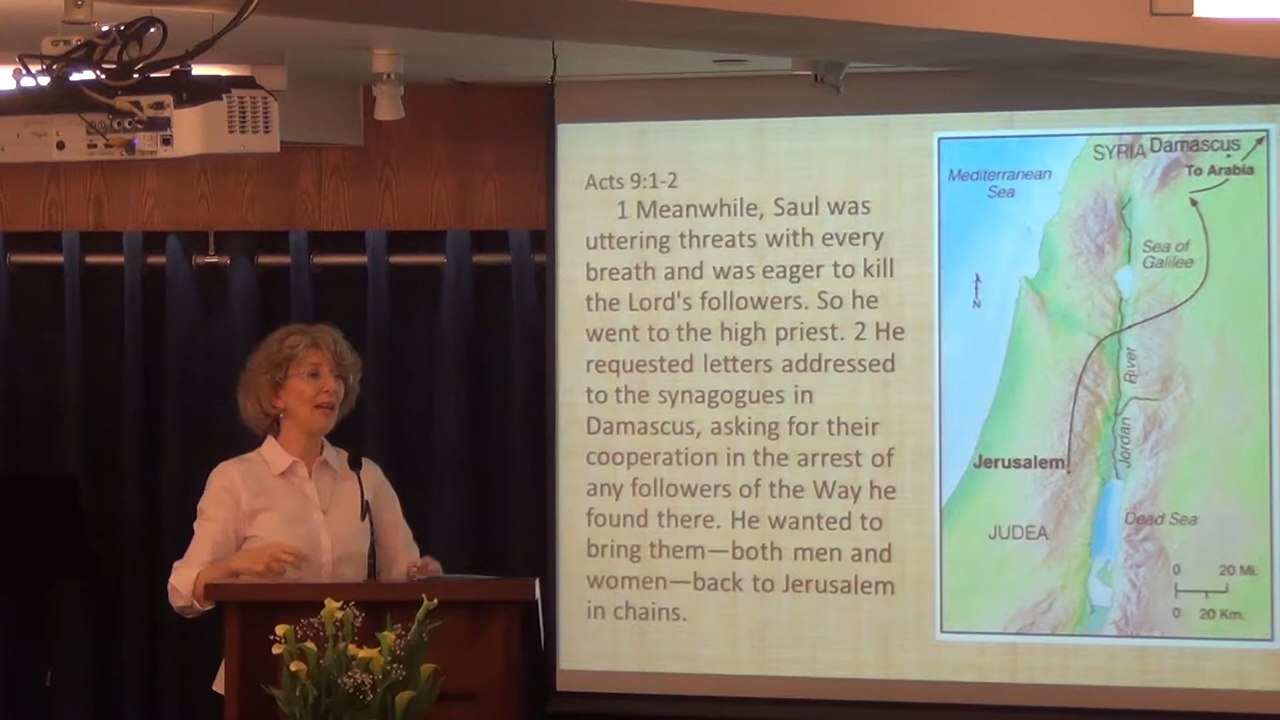 Acts 9:1-2
1 Meanwhile, Saul was
uttering threats with every
breath and was eager to kill
the Lord's followers. So he
went to the high priest. 2 He
requested letters addressed
to the synagogues in
Damascus, asking for their
cooperation in the arrest of
any followers of the Way he
found there. He wanted to
bring them—both men and
women—back to Jerusalem
in chains.
SYRIA Damascus
To Arabia
Mediterranean
Sea
Sea of
Galilee
N
River
Jordan
Jerusalem
Dead Sea
JUDEA
0 20 Mi.
0 20 Km.